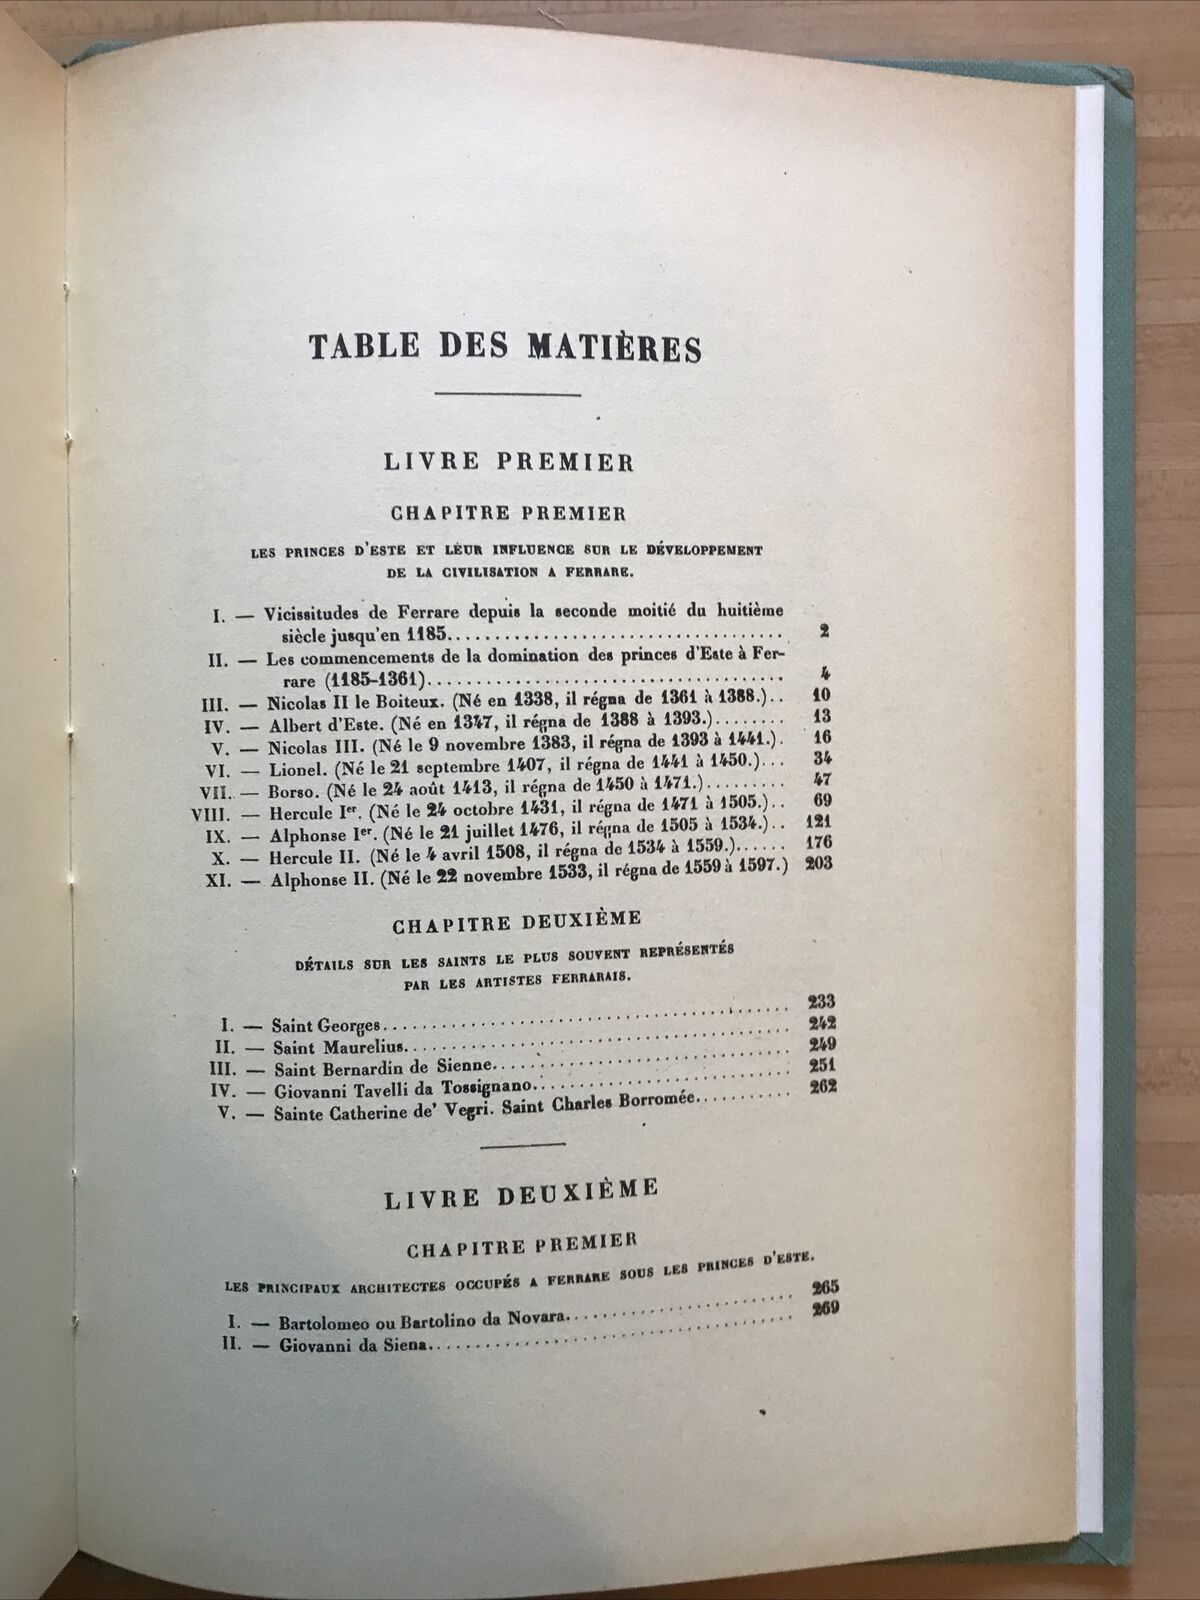 TABLE DES MATIÈRES
LIVRE PREMIER
CHAPITRE PREMIER
LES PRINCES D'ESTE ET LEUR INFLUENCE SUR LE DÉVELOPPEMENT
DE LA CIVILISATION A FERRARE.
I. — Vicissitudes de Ferrare depuis la seconde moitié du huitième
siècle jusqu'en 1185.................................... 2
II. — Les commencements de la domination des princes d'Este à Fer-
rare (1185-1361)...................................... 4
III. — Nicolas II le Boiteux. (Né en 1338, il régna de 1361 à 1388.).. 10
IV. — Albert d'Este. (Né en 1347, il régna de 1388 à 1393.)........ 13
V. — Nicolas III. (Né le 9 novembre 1383, il régna de 1393 à 1441.). 16
VI. — Lionel. (Né le 21 septembre 1407, il régna de 1441 à 1450.)... 34
VII. — Borso. (Né le 24 août 1413, il régna de 1450 à 1471.)......... 47
VIII. — Hercule Ier. (Né le 24 octobre 1431, il régna de 1471 à 1505.).. 69
IX. — Alphonse Ier. (Né le 21 juillet 1476, il régna de 1505 à 1534.).. 121
X. — Hercule II. (Né le 4 avril 1508, il régna de 1534 à 1559.)...... 176
XI. — Alphonse II. (Né le 22 novembre 1533, il régna de 1559 à 1597.) 203
CHAPITRE DEUXIÈME
DÉTAILS SUR LES SAINTS LE PLUS SOUVENT REPRÉSENTÉS
PAR LES ARTISTES FERRARAIS.
I. — Saint Georges............................................ 233
II. — Saint Maurelius.......................................... 242
III. — Saint Bernardin de Sienne................................ 249
IV. — Giovanni Tavelli da Tossignano........................... 251
V. — Sainte Catherine de' Vegri. Saint Charles Borromée........... 262
LIVRE DEUXIÈME
CHAPITRE PREMIER
LES PRINCIPAUX ARCHITECTES OCCUPÉS A FERRARE SOUS LES PRINCES D'ESTE.
I. — Bartolomeo ou Bartolino da Novara......................... 265
II. — Giovanni da Siena........................................ 269